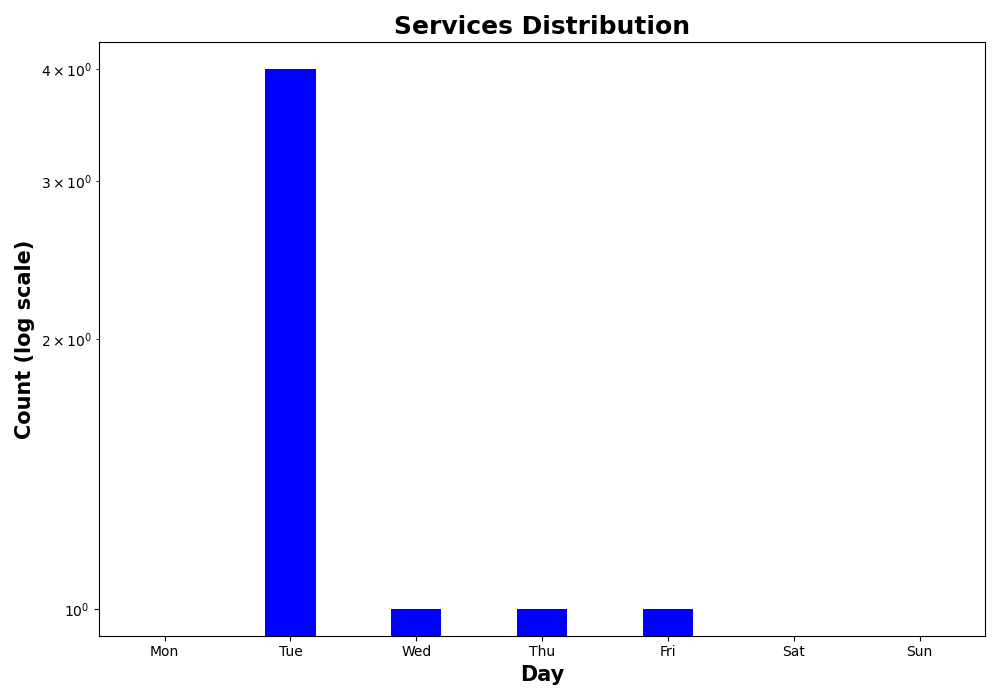 Services Distribution
Count (log scale)
4 × 10⁰
3 × 10⁰
2 × 10⁰
10⁰
Mon Tue Wed Thu Fri Sat Sun
Day